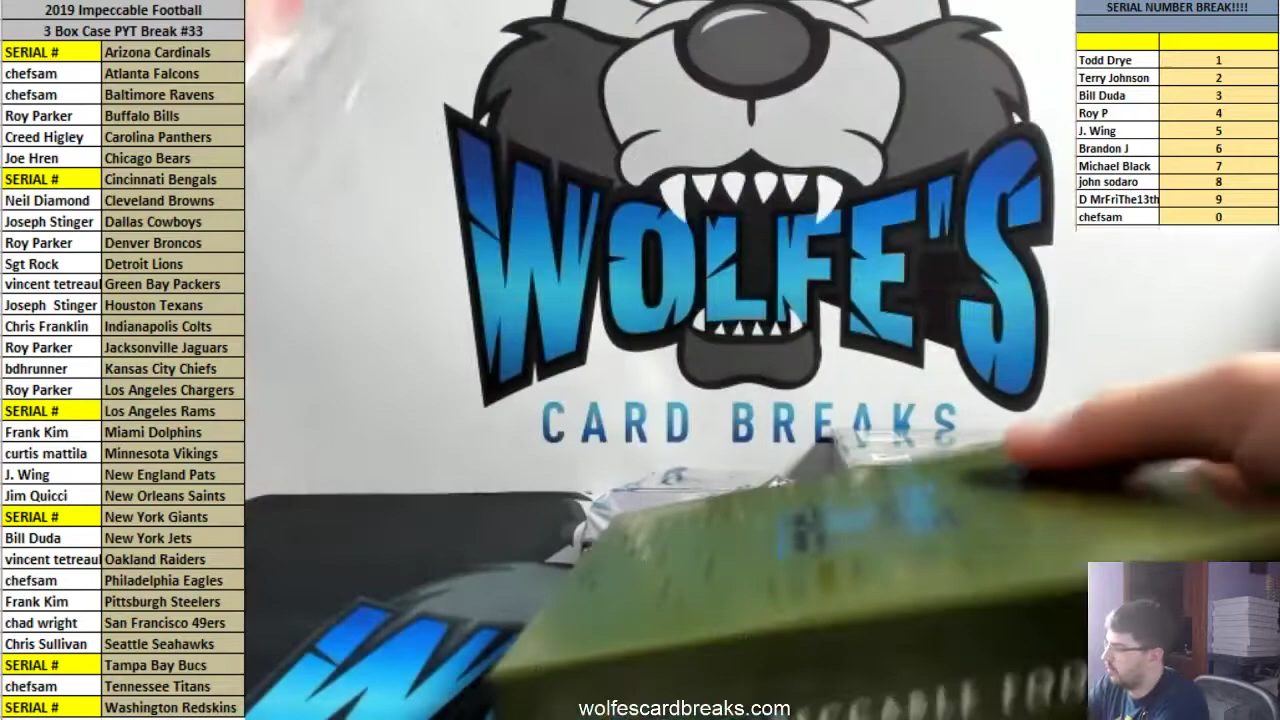 2019 Impeccable Football
3 Box Case PYT Break #33
SERIAL # Arizona Cardinals
chefsam Atlanta Falcons
chefsam Baltimore Ravens
Roy Parker Buffalo Bills
Creed Higley Carolina Panthers
Joe Hren Chicago Bears
SERIAL # Cincinnati Bengals
Neil Diamond Cleveland Browns
Joseph Stinger Dallas Cowboys
Roy Parker Denver Broncos
Sgt Rock Detroit Lions
vincent tetreaul Green Bay Packers
Joseph Stinger Houston Texans
Chris Franklin Indianapolis Colts
Roy Parker Jacksonville Jaguars
bdhrunner Kansas City Chiefs
Roy Parker Los Angeles Chargers
SERIAL # Los Angeles Rams
Frank Kim Miami Dolphins
curtis mattila Minnesota Vikings
J. Wing New England Pats
Jim Quicci New Orleans Saints
SERIAL # New York Giants
Bill Duda New York Jets
vincent tetreaul Oakland Raiders
chefsam Philadelphia Eagles
Frank Kim Pittsburgh Steelers
chad wright San Francisco 49ers
Chris Sullivan Seattle Seahawks
SERIAL # Tampa Bay Bucs
chefsam Tennessee Titans
SERIAL # Washington Redskins
WOLFE'S
CARD BREAKS
W
wolfescardbreaks.com
SERIAL NUMBER BREAK!!!!
Todd Drye 1
Terry Johnson 2
Bill Duda 3
Roy P 4
J. Wing 5
Brandon J 6
Michael Black 7
john sodaro 8
D MrFriThe13th 9
chefsam 0